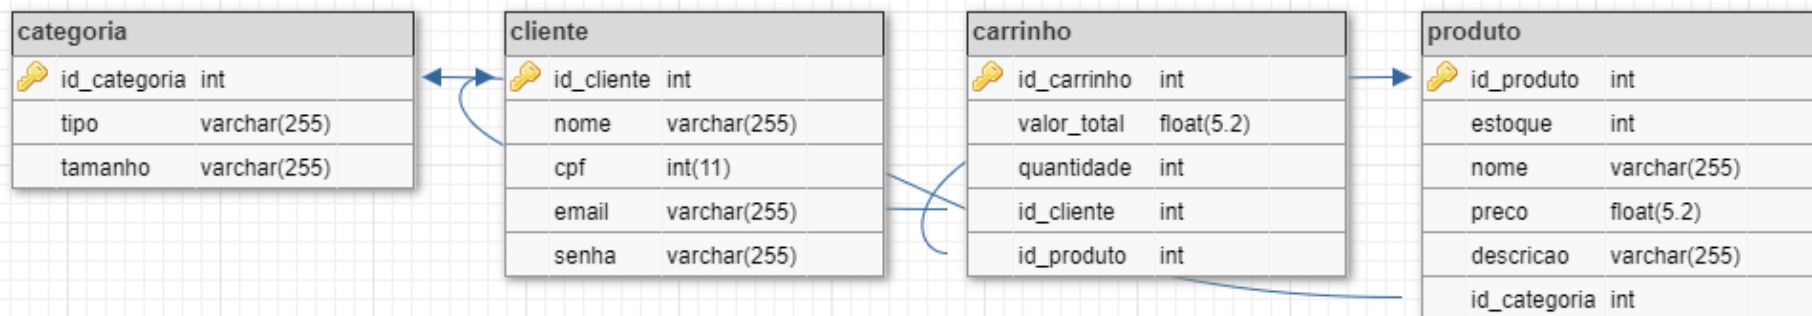 categoria
id_categoria int
tipo varchar(255)
tamanho varchar(255)
cliente
id_cliente int
nome varchar(255)
cpf int(11)
email varchar(255)
senha varchar(255)
carrinho
id_carrinho int
valor_total float(5.2)
quantidade int
id_cliente int
id_produto int
produto
id_produto int
estoque int
nome varchar(255)
preco float(5.2)
descricao varchar(255)
id_categoria int